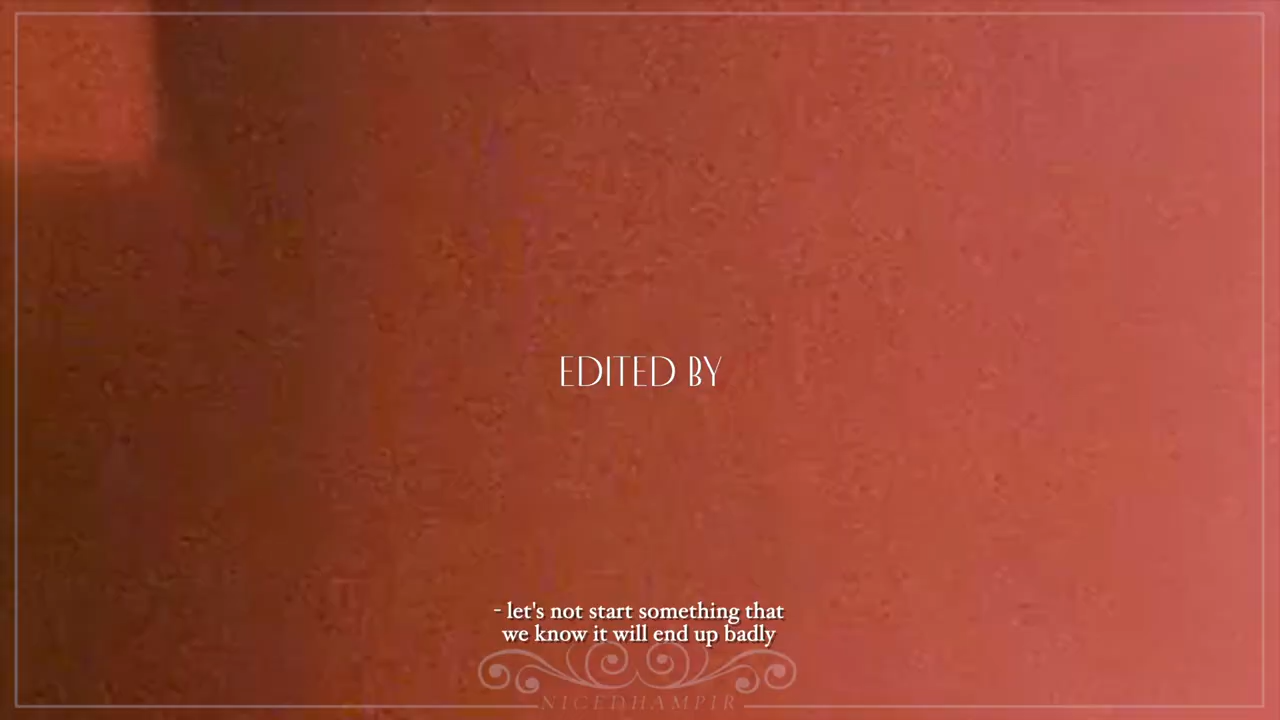 EDITED BY
- let's not start something that
we know it will end up badly
NICEDHAMPIR